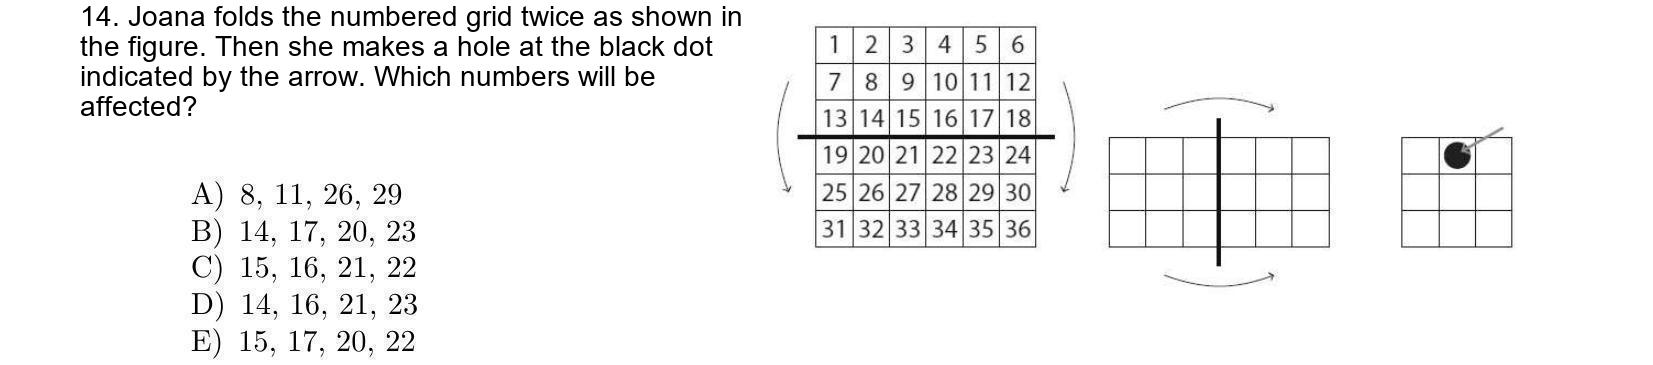 14. Joana folds the numbered grid twice as shown in
the figure. Then she makes a hole at the black dot
indicated by the arrow. Which numbers will be
affected?
A) 8, 11, 26, 29
B) 14, 17, 20, 23
C) 15, 16, 21, 22
D) 14, 16, 21, 23
E) 15, 17, 20, 22
1 2 3 4 5 6
7 8 9 10 11 12
13 14 15 16 17 18
19 20 21 22 23 24
25 26 27 28 29 30
31 32 33 34 35 36